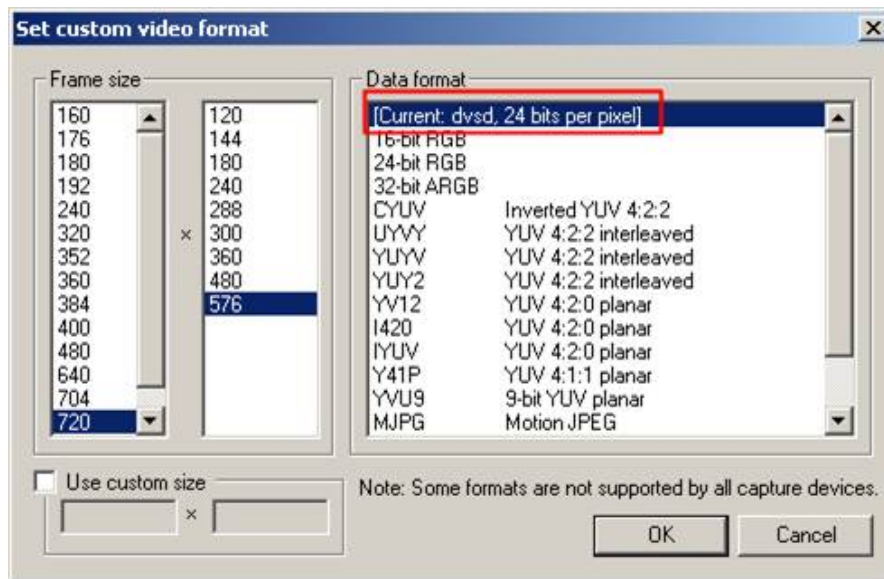 Set custom video format
Frame size
160
176
180
192
240
320
352
360
384
400
480
640
704
720
×
120
144
180
240
288
300
360
480
576
Data format
[Current: dvsd, 24 bits per pixel]
16-bit RGB
24-bit RGB
32-bit ARGB
CYUV Inverted YUV 4:2:2
UYVY YUV 4:2:2 interleaved
YUYV YUV 4:2:2 interleaved
YUY2 YUV 4:2:2 interleaved
YV12 YUV 4:2:0 planar
I420 YUV 4:2:0 planar
IYUV YUV 4:2:0 planar
Y41P YUV 4:1:1 planar
YVU9 9-bit YUV planar
MJPG Motion JPEG
Use custom size
×
Note: Some formats are not supported by all capture devices.
OK
Cancel